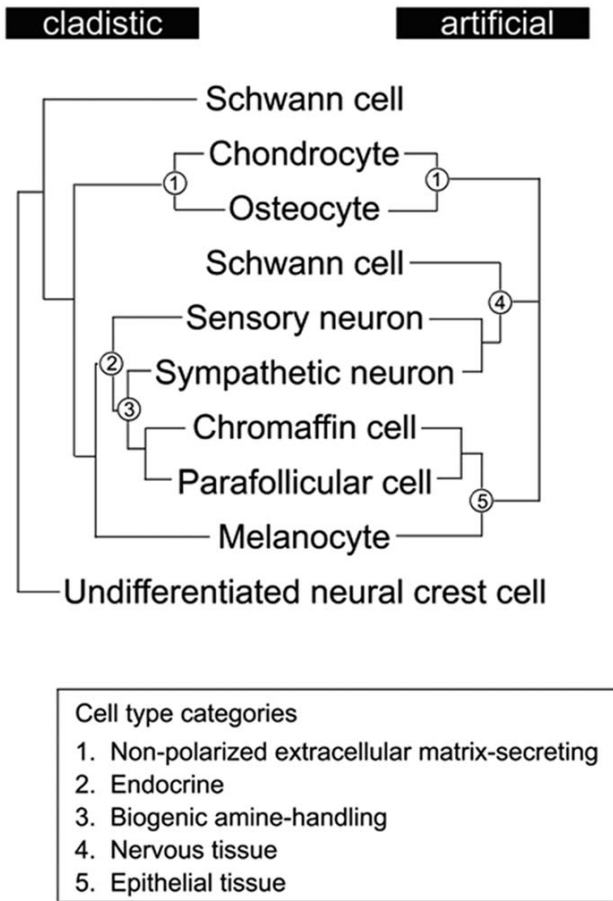 cladistic artificial
Schwann cell
Chondrocyte
1 1
Osteocyte
Schwann cell
4
Sensory neuron
2
Sympathetic neuron
3
Chromaffin cell
Parafollicular cell
5
Melanocyte
Undifferentiated neural crest cell
Cell type categories
1. Non-polarized extracellular matrix-secreting
2. Endocrine
3. Biogenic amine-handling
4. Nervous tissue
5. Epithelial tissue